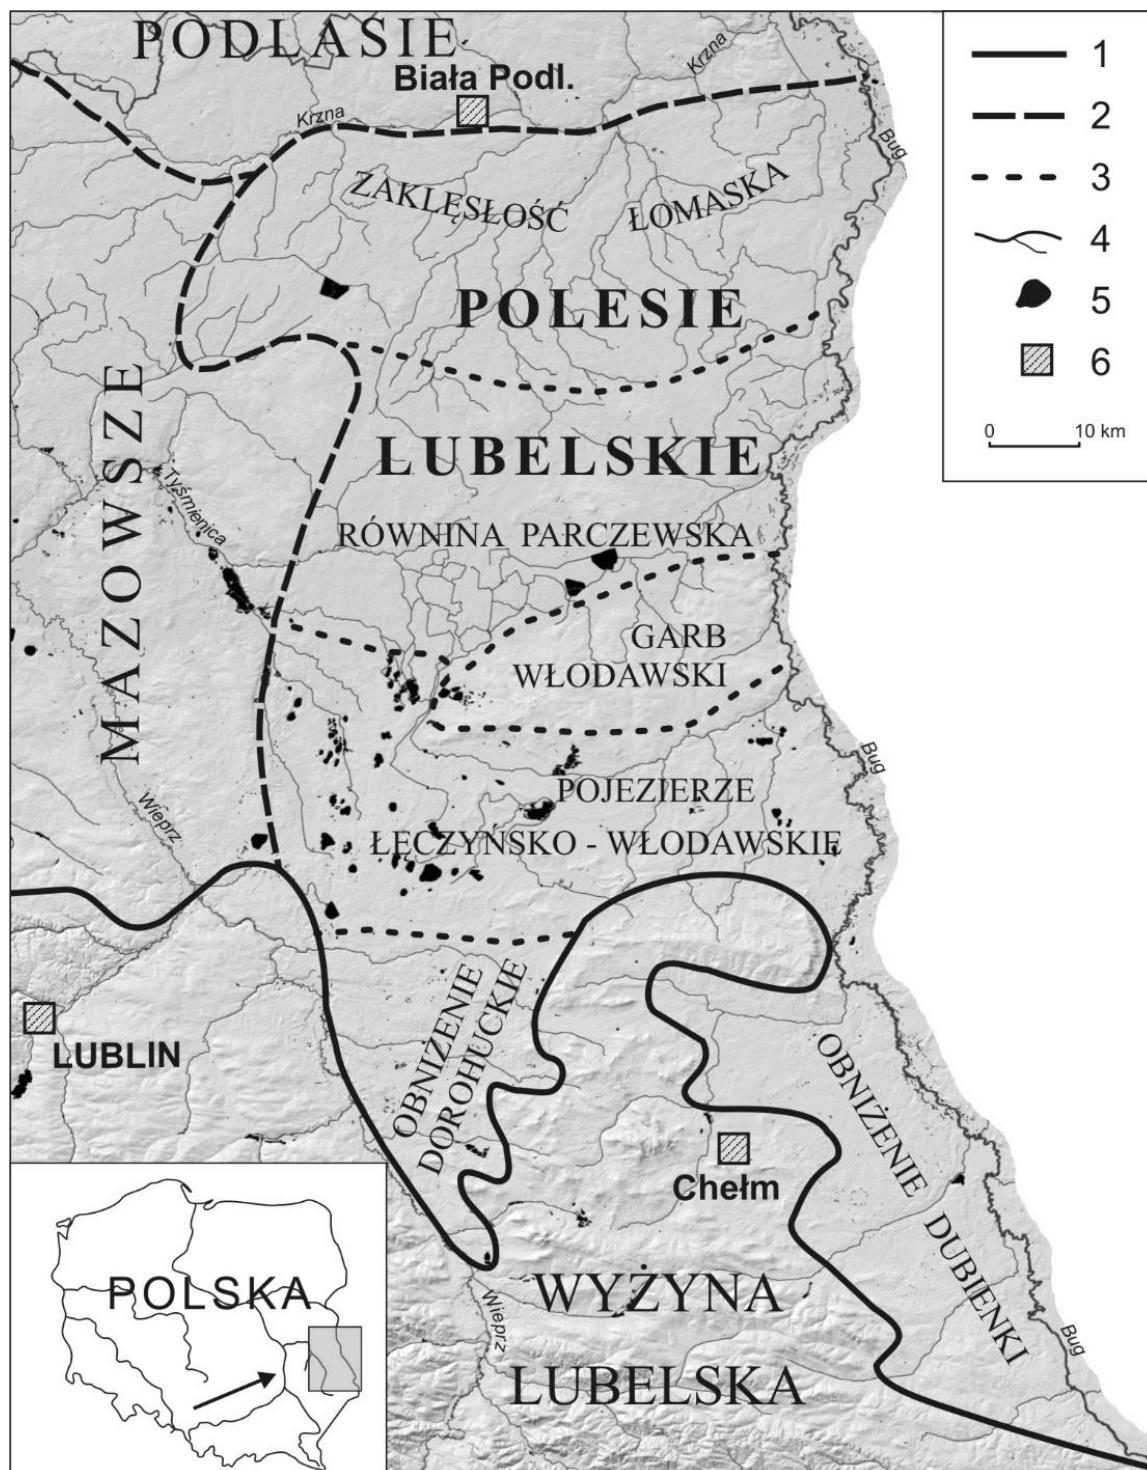 PODLASIE
Biała Podl.
Krzna
Krzna
Bug
ZAKLĘSŁOŚĆ ŁOMASKA
POLESIE
LUBELSKIE
MAZOWSZE
Tyśmienica
RÓWNINA PARCZEWSKA
GARB
WŁODAWSKI
Bug
POJEZIERZE
ŁĘCZYŃSKO - WŁODAWSKIE
Wieprz
OBNIŻENIE
DOROHUCKIE
LUBLIN
OBNIŻENIE
DUBIENKI
Chełm
WYŻYNA
LUBELSKA
Wieprz
Bug
POLSKA
1
2
3
4
5
6
0 10 km